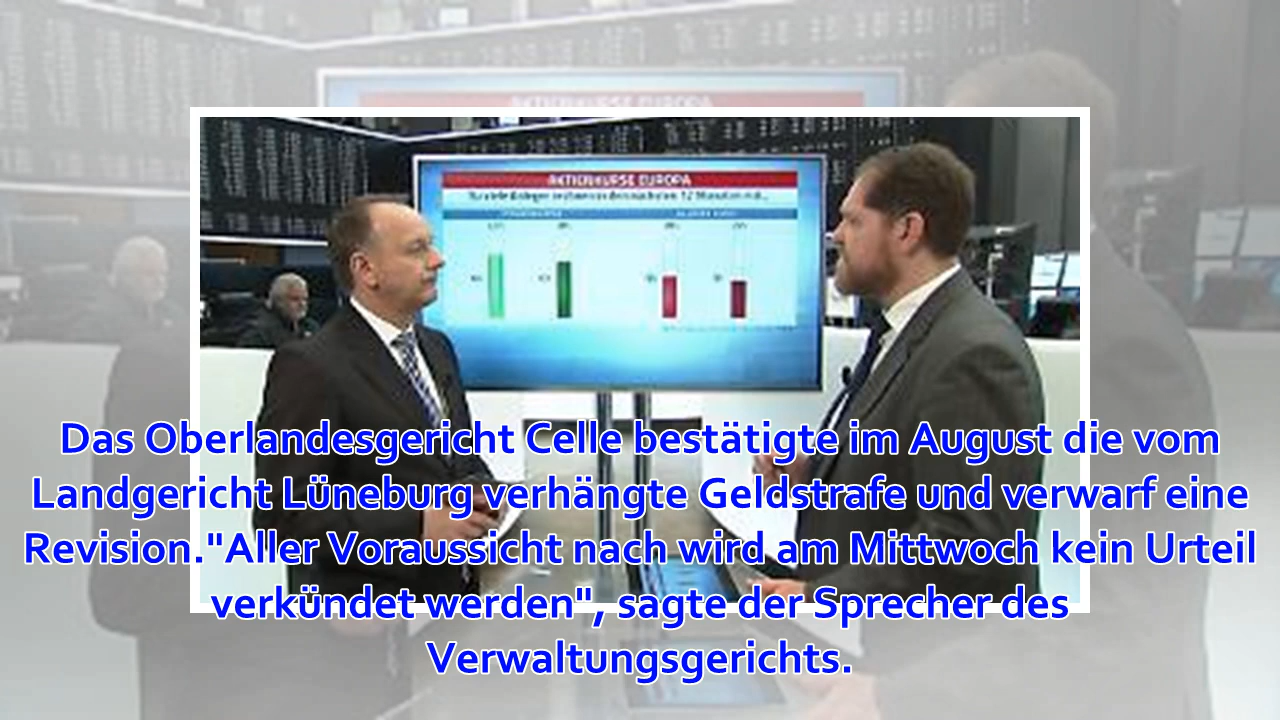 AKTIENKURSE EUROPA
Das Oberlandesgericht Celle bestätigte im August die vom
Landgericht Lüneburg verhängte Geldstrafe und verwarf eine
Revision."Aller Voraussicht nach wird am Mittwoch kein Urteil
verkündet werden", sagte der Sprecher des
Verwaltungsgerichts.